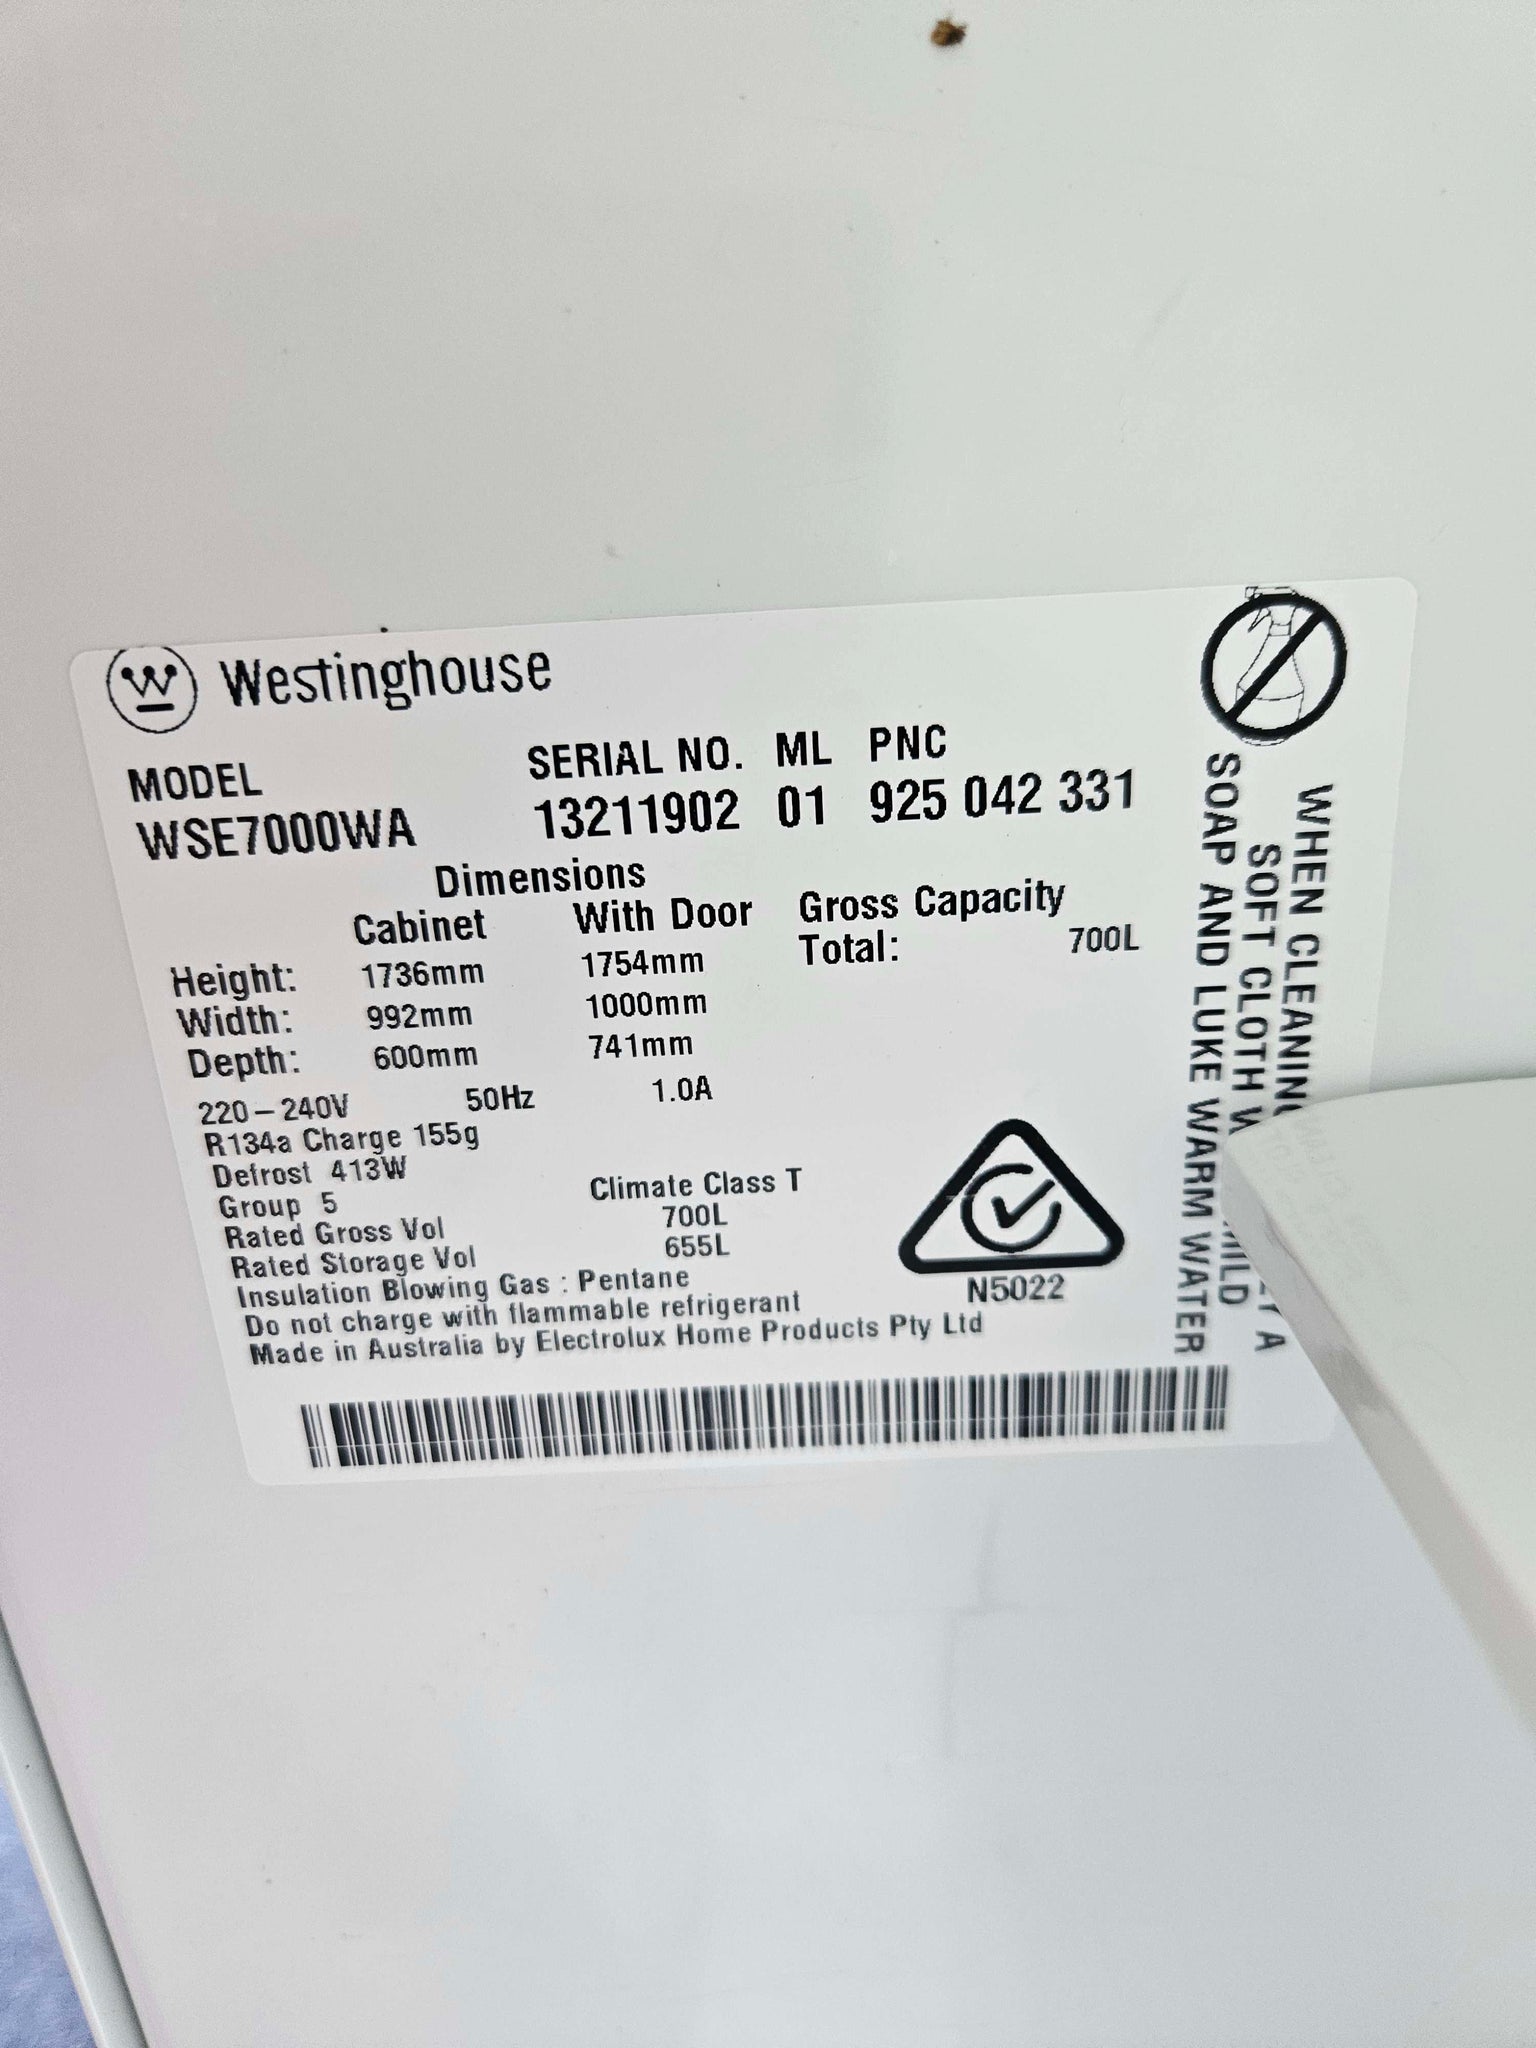 Westinghouse
MODEL SERIAL NO. ML PNC
WSE7000WA 13211902 01 925 042 331
Dimensions
Cabinet With Door Gross Capacity
Height: 1736mm 1754mm Total: 700L
Width: 992mm 1000mm
Depth: 600mm 741mm
220-240V 50Hz 1.0A
R134a Charge 155g
Defrost 413W
Group 5 Climate Class T
Rated Gross Vol 700L
Rated Storage Vol 655L
Insulation Blowing Gas : Pentane
Do not charge with flammable refrigerant
Made in Australia by Electrolux Home Products Pty Ltd
N5022
WHEN CLEANING A
SOFT CLOTH MILD
SOAP AND LUKE WARM WATER